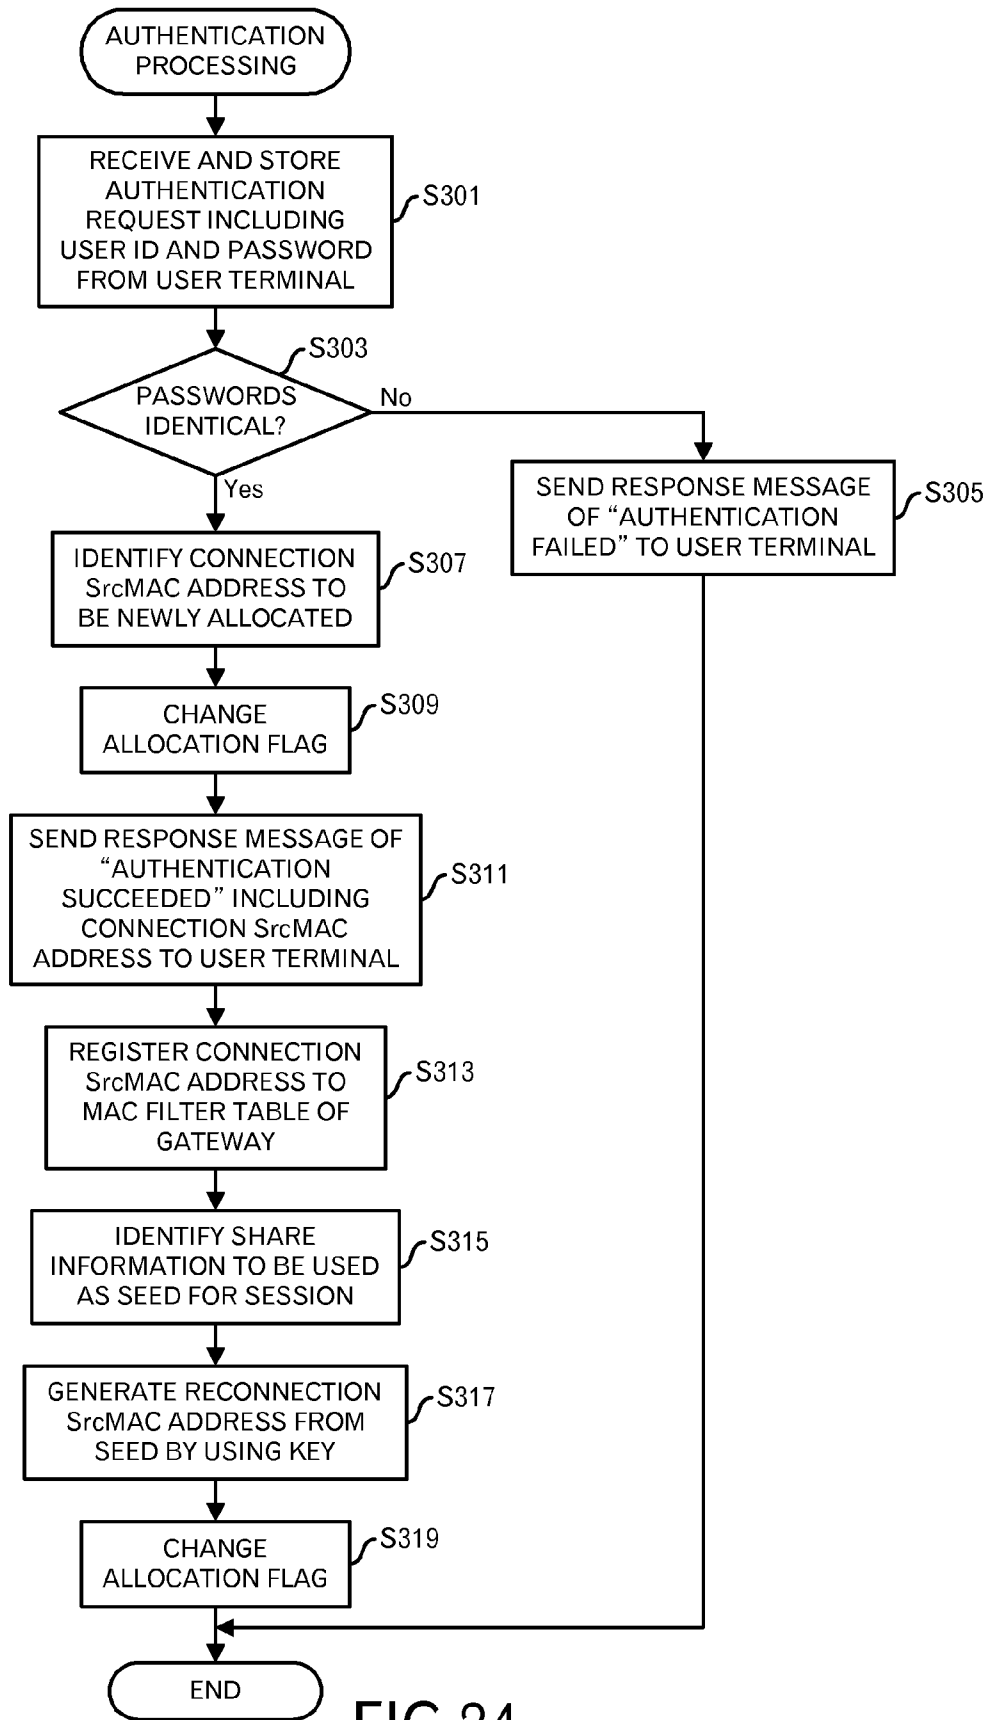 AUTHENTICATION
PROCESSING
RECEIVE AND STORE
AUTHENTICATION
REQUEST INCLUDING
USER ID AND PASSWORD
FROM USER TERMINAL
S301
S303
PASSWORDS
IDENTICAL?
No
Yes
SEND RESPONSE MESSAGE
OF “AUTHENTICATION
FAILED” TO USER TERMINAL
S305
IDENTIFY CONNECTION
SrcMAC ADDRESS TO
BE NEWLY ALLOCATED
S307
CHANGE
ALLOCATION FLAG
S309
SEND RESPONSE MESSAGE OF
“AUTHENTICATION
SUCCEEDED” INCLUDING
CONNECTION SrcMAC
ADDRESS TO USER TERMINAL
S311
REGISTER CONNECTION
SrcMAC ADDRESS TO
MAC FILTER TABLE OF
GATEWAY
S313
IDENTIFY SHARE
INFORMATION TO BE USED
AS SEED FOR SESSION
S315
GENERATE RECONNECTION
SrcMAC ADDRESS FROM
SEED BY USING KEY
S317
CHANGE
ALLOCATION FLAG
S319
END